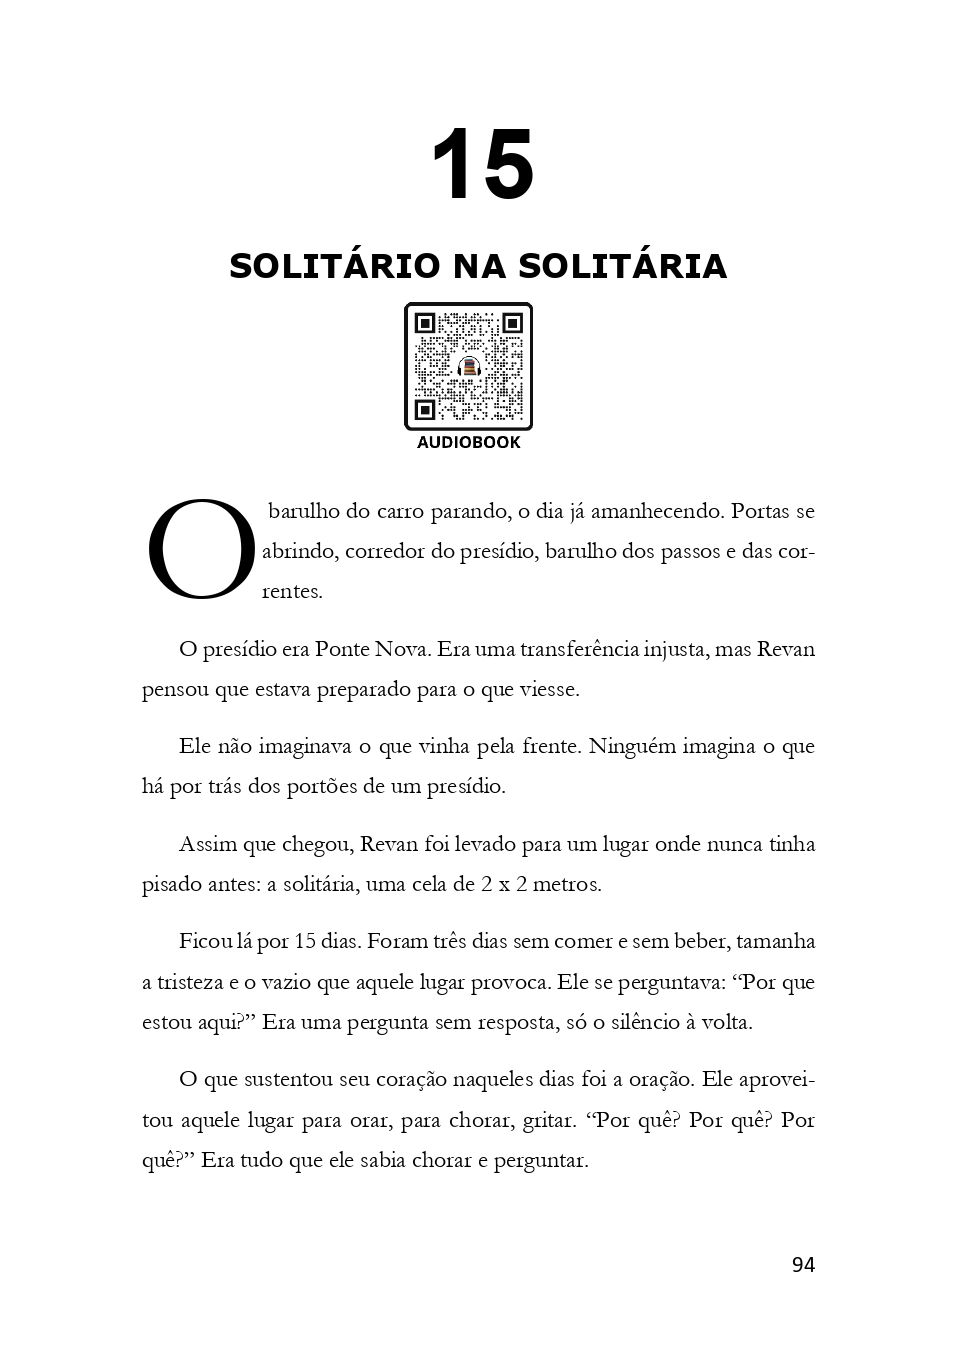 15
SOLITÁRIO NA SOLITÁRIA
AUDIOBOOK
O barulho do carro parando, o dia já amanhecendo. Portas se
abrindo, corredor do presídio, barulho dos passos e das cor-
rentes.
O presídio era Ponte Nova. Era uma transferência injusta, mas Revan
pensou que estava preparado para o que viesse.
Ele não imaginava o que vinha pela frente. Ninguém imagina o que
há por trás dos portões de um presídio.
Assim que chegou, Revan foi levado para um lugar onde nunca tinha
pisado antes: a solitária, uma cela de 2 x 2 metros.
Ficou lá por 15 dias. Foram três dias sem comer e sem beber, tamanha
a tristeza e o vazio que aquele lugar provoca. Ele se perguntava: “Por que
estou aqui?” Era uma pergunta sem resposta, só o silêncio à volta.
O que sustentou seu coração naqueles dias foi a oração. Ele aprovei-
tou aquele lugar para orar, para chorar, gritar. “Por quê? Por quê? Por
quê?” Era tudo que ele sabia chorar e perguntar.
94